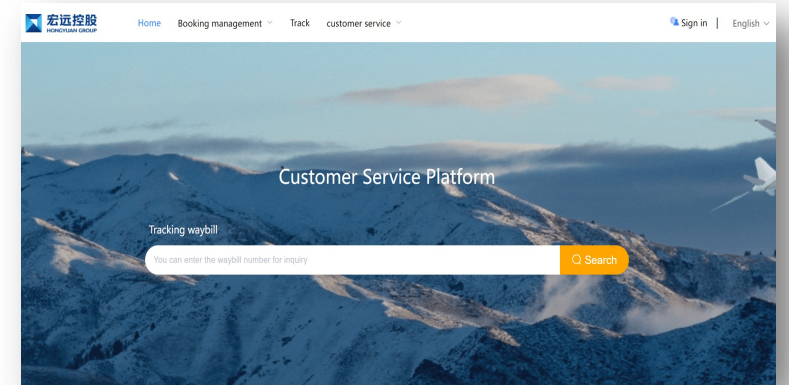 宏远控股
HONGYUAN GROUP
Home Booking management Track customer service Sign in English
Customer Service Platform
Tracking waybill
You can enter the waybill number for inquiry Search